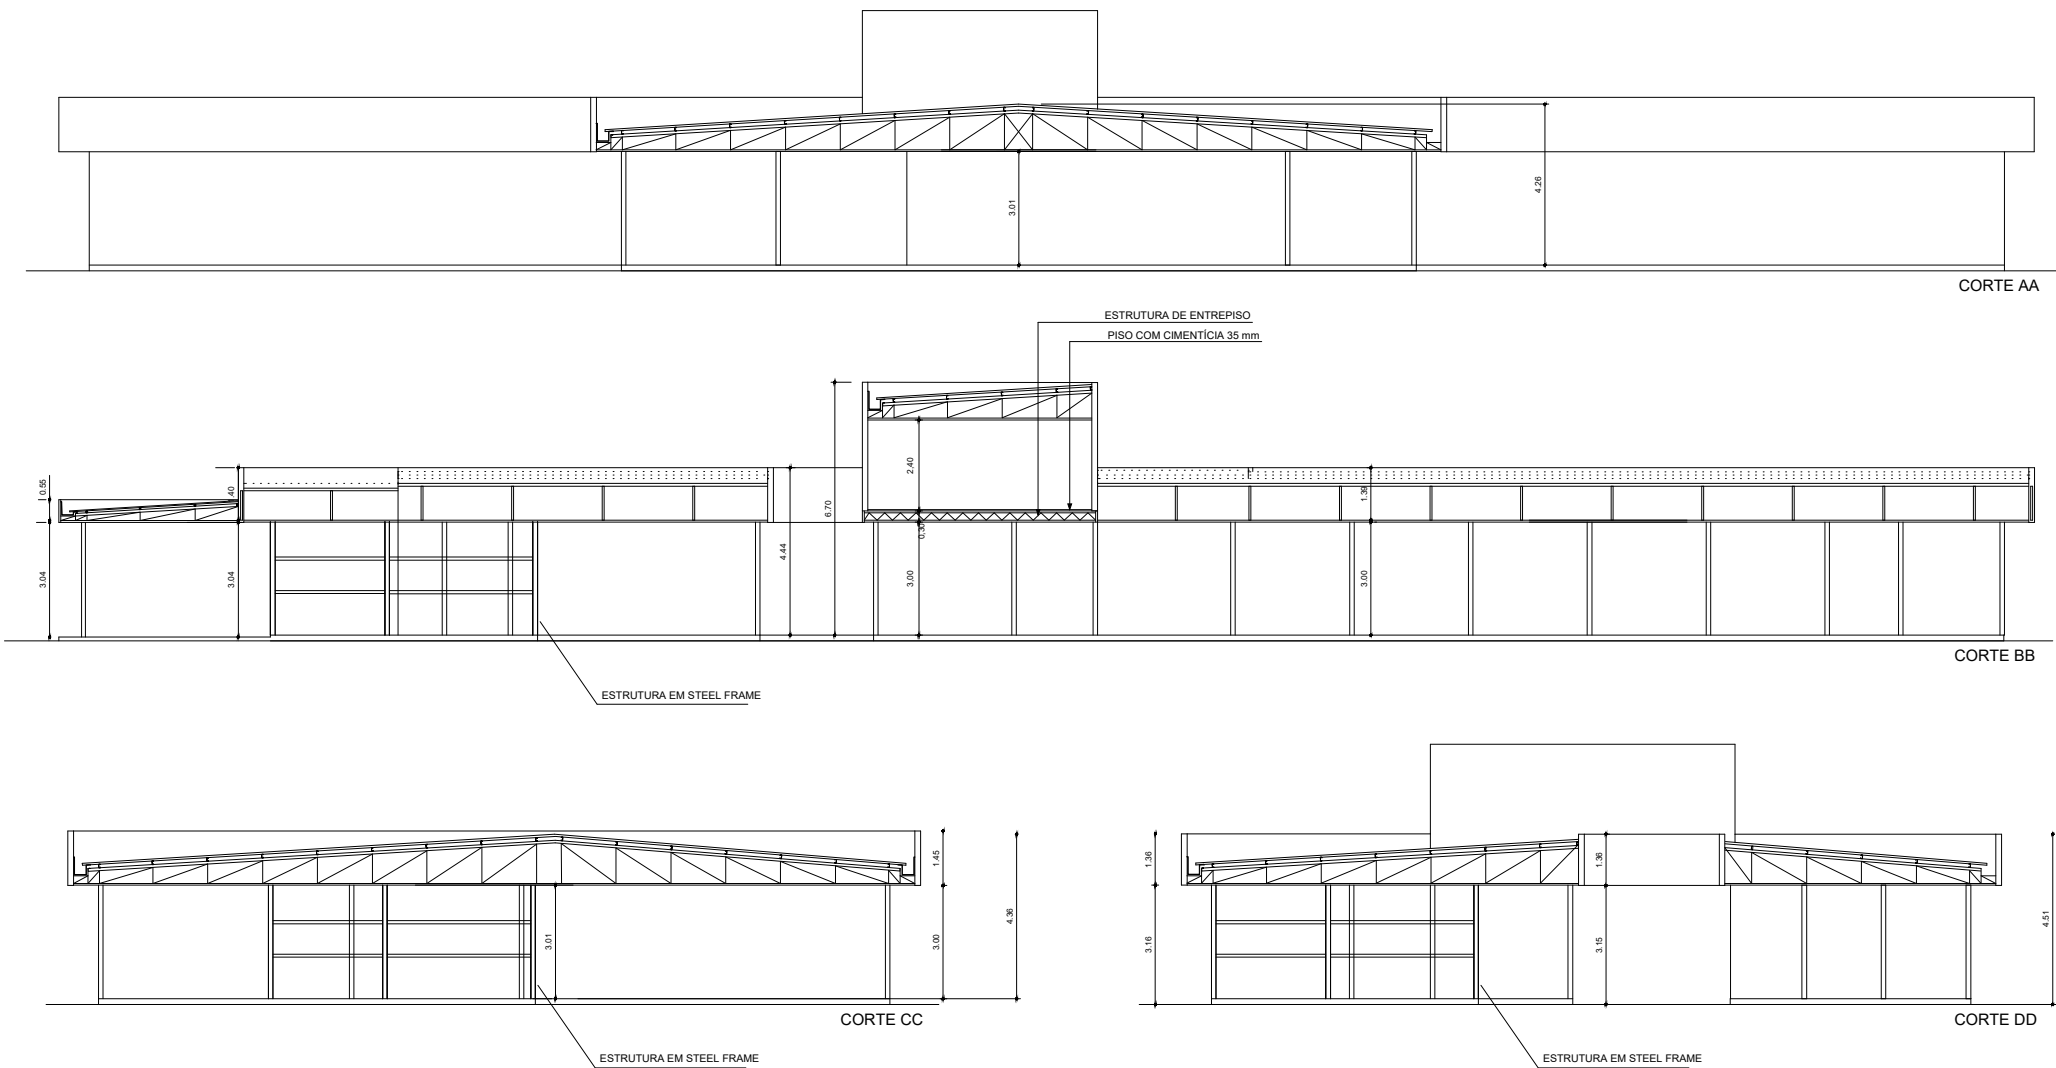 3.01
4.26
CORTE AA
ESTRUTURA DE ENTREPISO
PISO COM CIMENTÍCIA 35 mm
0.55
3.04
.40
3.04
4.44
6.70
2,40
0,30
3,00
1.39
3.00
CORTE BB
ESTRUTURA EM STEEL FRAME
3.01
1.45
3.00
4.36
CORTE CC
ESTRUTURA EM STEEL FRAME
1.36
3.16
1.36
3.15
4.51
CORTE DD
ESTRUTURA EM STEEL FRAME